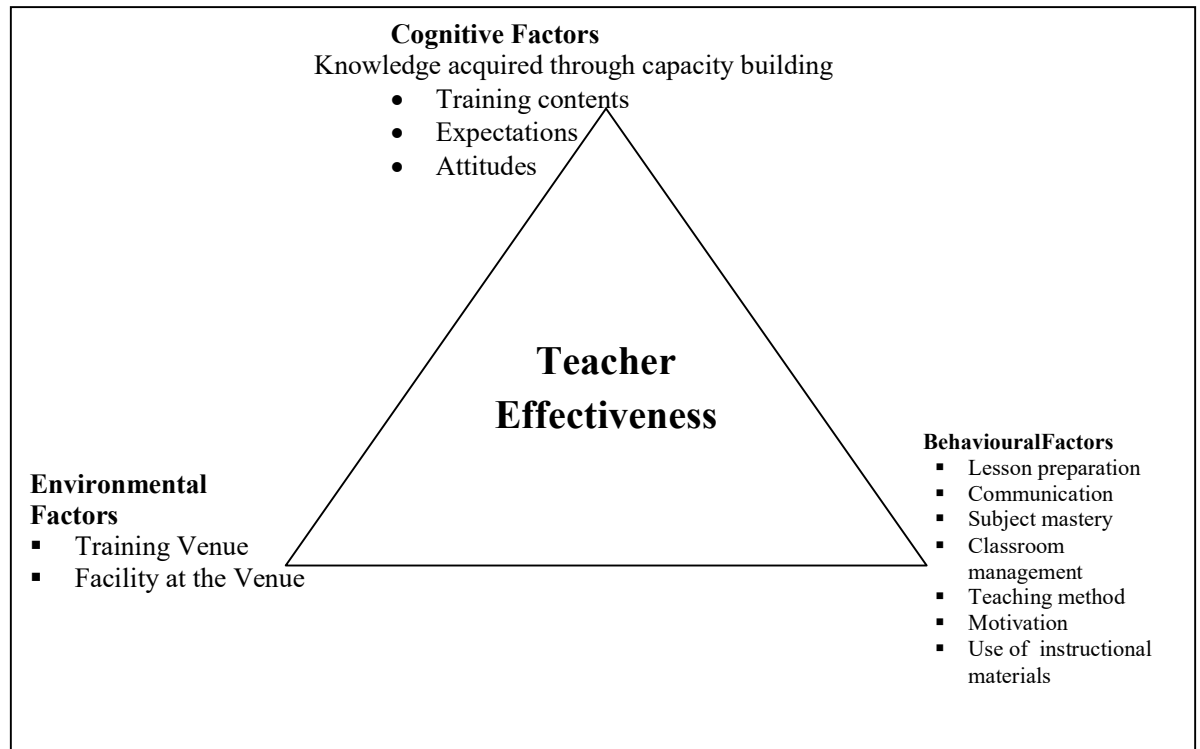 Cognitive Factors
Knowledge acquired through capacity building
• Training contents
• Expectations
• Attitudes
Teacher
Effectiveness
Environmental
Factors
▪ Training Venue
▪ Facility at the Venue
BehaviouralFactors
▪ Lesson preparation
▪ Communication
▪ Subject mastery
▪ Classroom
management
▪ Teaching method
▪ Motivation
▪ Use of instructional
materials